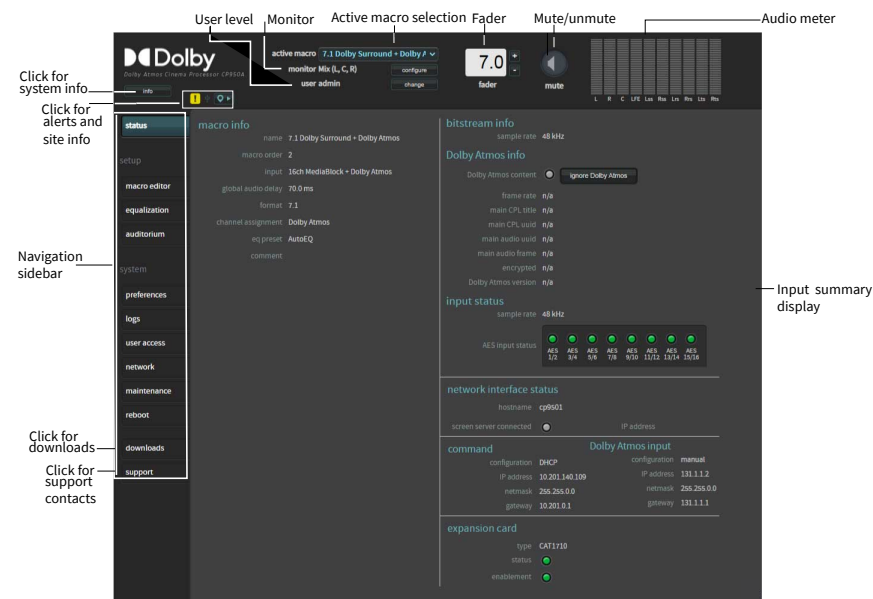 User level
Monitor
Active macro selection
Fader
Mute/unmute
Audio meter
Dolby
Dolby Atmos Cinema Processor CP950A
info
active macro 7.1 Dolby Surround + Dolby A
monitor Mix (L, C, R) configure
user admin change
7.0
+
-
fader
mute
L R C LFE Lss Rss Lrs Rrs Lts Rts
Click for
system info
Click for
alerts and
site info
Navigation
sidebar
Click for
downloads
Click for
support
contacts
Input summary
display
status
setup
macro editor
equalization
auditorium
system
preferences
logs
user access
network
maintenance
reboot
downloads
support
macro info
name 7.1 Dolby Surround + Dolby Atmos
macro order 2
input 16ch MediaBlock + Dolby Atmos
global audio delay 70.0 ms
format 7.1
channel assignment Dolby Atmos
eq preset AutoEQ
comment
bitstream info
sample rate 48 kHz
Dolby Atmos info
Dolby Atmos content ignore Dolby Atmos
frame rate n/a
main CPL title n/a
main CPL uuid n/a
main audio uuid n/a
main audio frame n/a
encrypted n/a
Dolby Atmos version n/a
input status
sample rate 48 kHz
AES input status
AES AES AES AES AES AES AES AES
1/2 3/4 5/6 7/8 9/10 11/12 13/14 15/16
network interface status
hostname cp9501
screen server connected IP address
command
configuration DHCP
IP address 10.201.140.109
netmask 255.255.0.0
gateway 10.201.0.1
Dolby Atmos input
configuration manual
IP address 131.1.1.2
netmask 255.255.0.0
gateway 131.1.1.1
expansion card
type CAT1710
status
enablement